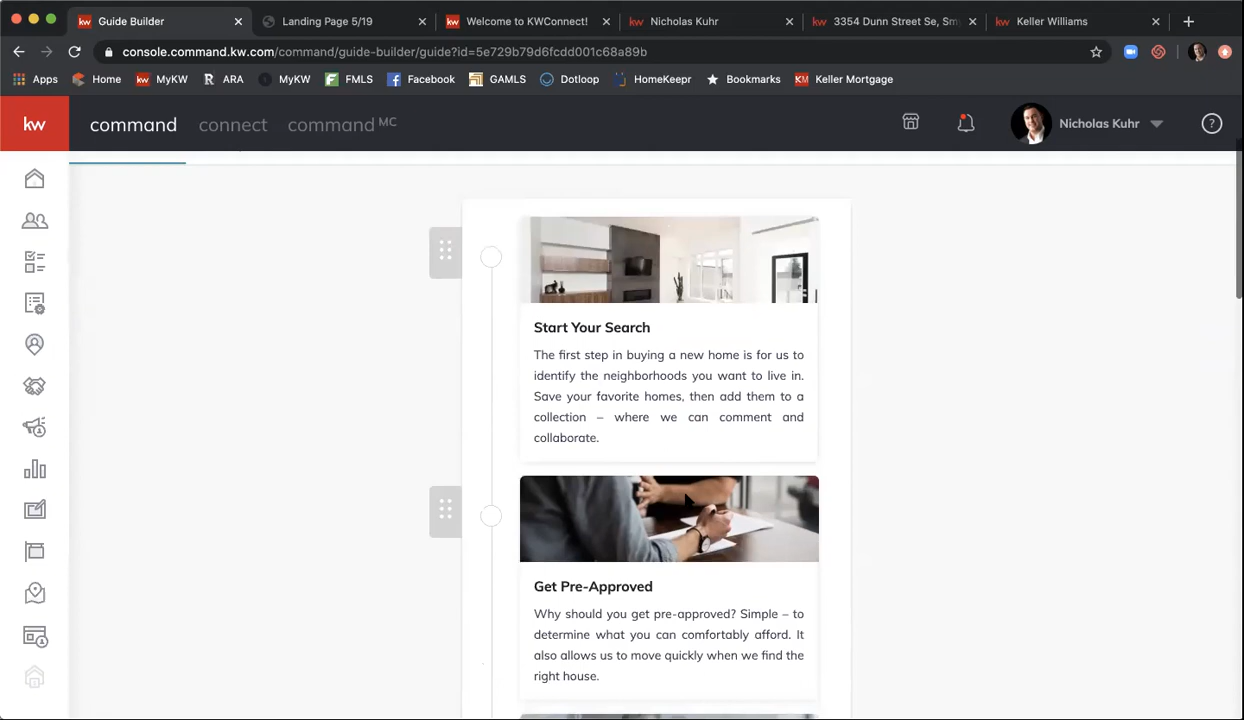 Guide Builder
Landing Page 5/19
Welcome to KWConnect!
Nicholas Kuhr
3354 Dunn Street Se, Sm
Keller Williams
console.command.kw.com/command/guide-builder/guide?id=5e729b79d6fcdd001c68a89b
Apps
Home
MyKW
ARA
MyKW
FMLS
Facebook
GAMLS
Dotloop
HomeKeepr
Bookmarks
Keller Mortgage
kw
command
connect
command MC
Nicholas Kuhr
Start Your Search
The first step in buying a new home is for us to
identify the neighborhoods you want to live in.
Save your favorite homes, then add them to a
collection – where we can comment and
collaborate.
Get Pre-Approved
Why should you get pre-approved? Simple – to
determine what you can comfortably afford. It
also allows us to move quickly when we find the
right house.